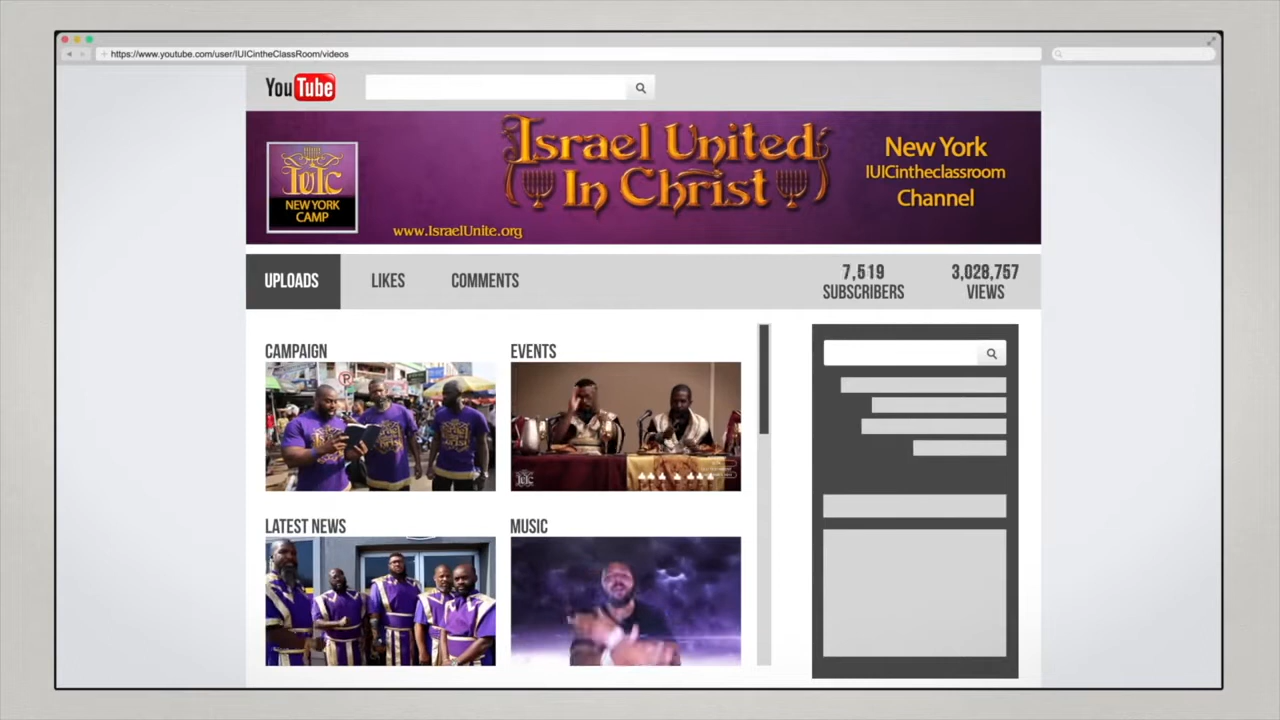 https://www.youtube.com/user/IUICintheClassRoom/videos
YouTube
Israel United
In Christ
New York
IUICintheclassroom
Channel
IUIC
NEW YORK
CAMP
www.IsraelUnite.org
UPLOADS
LIKES
COMMENTS
7,519
SUBSCRIBERS
3,028,757
VIEWS
CAMPAIGN
EVENTS
P
IUIC
LATEST NEWS
MUSIC